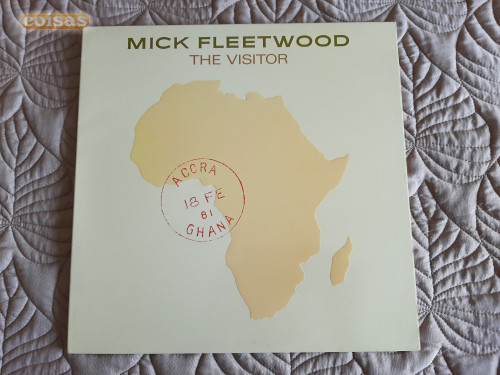 coisas
MICK FLEETWOOD
THE VISITOR
ACCRA
18 FE
81
GHANA